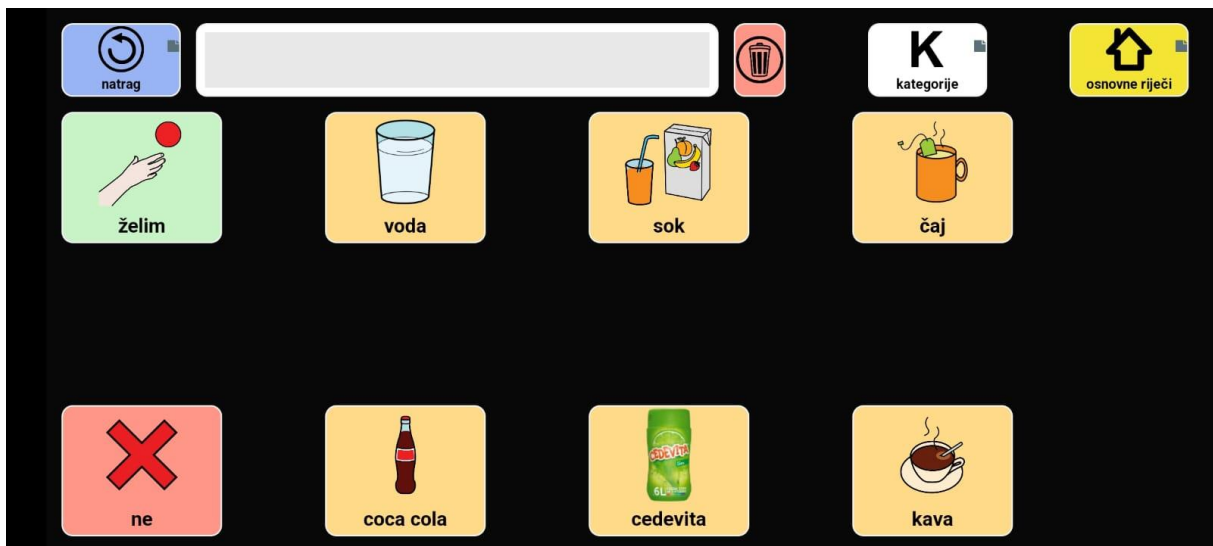 natrag
K
kategorije
osnovne riječi
želim
voda
sok
čaj
ne
coca cola
CEDEVITA
6L
cedevita
kava